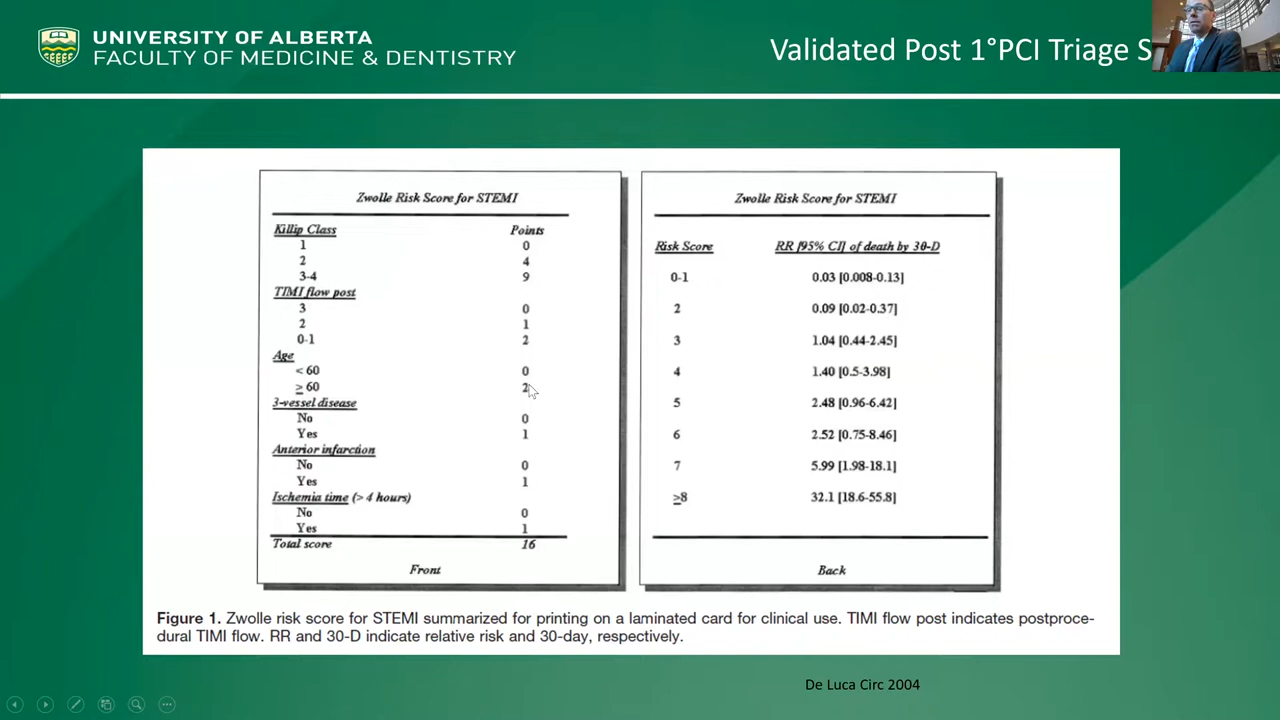 UNIVERSITY OF ALBERTA
FACULTY OF MEDICINE & DENTISTRY
Validated Post 1°PCI Triage S
Zwolle Risk Score for STEMI
Killip Class Points
1 0
2 4
3-4 9
TIMI flow post
3 0
2 1
0-1 2
Age
< 60 0
≥ 60 2
3-vessel disease
No 0
Yes 1
Anterior infarction
No 0
Yes 1
Ischemia time (> 4 hours)
No 0
Yes 1
Total score 16
Front
Zwolle Risk Score for STEMI
Risk Score RR [95% CI] of death by 30-D
0-1 0.03 [0.008-0.13]
2 0.09 [0.02-0.37]
3 1.04 [0.44-2.45]
4 1.40 [0.5-3.98]
5 2.48 [0.96-6.42]
6 2.52 [0.75-8.46]
7 5.99 [1.98-18.1]
≥8 32.1 [18.6-55.8]
Back
Figure 1. Zwolle risk score for STEMI summarized for printing on a laminated card for clinical use. TIMI flow post indicates postproce-
dural TIMI flow. RR and 30-D indicate relative risk and 30-day, respectively.
De Luca Circ 2004